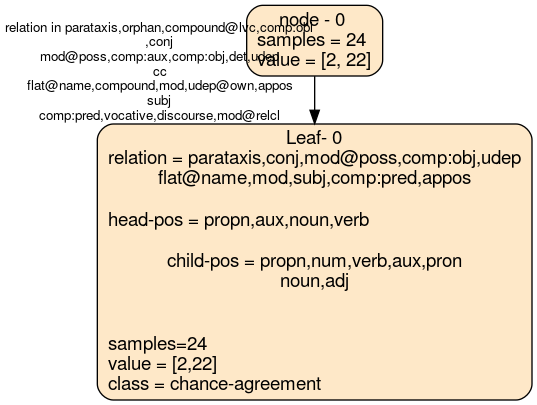 relation in parataxis,orphan,compound@lvc,comp:obl
,conj
mod@poss,comp:aux,comp:obj,det,udep
cc
flat@name,compound,mod,udep@own,appos
subj
comp:pred,vocative,discourse,mod@relcl
node - 0
samples = 24
value = [2, 22]
Leaf- 0
relation = parataxis,conj,mod@poss,comp:obj,udep
flat@name,mod,subj,comp:pred,appos
head-pos = propn,aux,noun,verb
child-pos = propn,num,verb,aux,pron
noun,adj
samples=24
value = [2,22]
class = chance-agreement